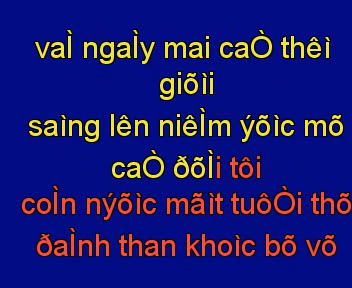 vaÌ ngaÌy mai caÒ thêì
giõìi
saìng lên niêÌm ýõìc mõ
caÒ ðõÌi tôi
coÌn nýõìc mãìt tuôÒi thõ
ðaÌnh than khoìc bõ võ